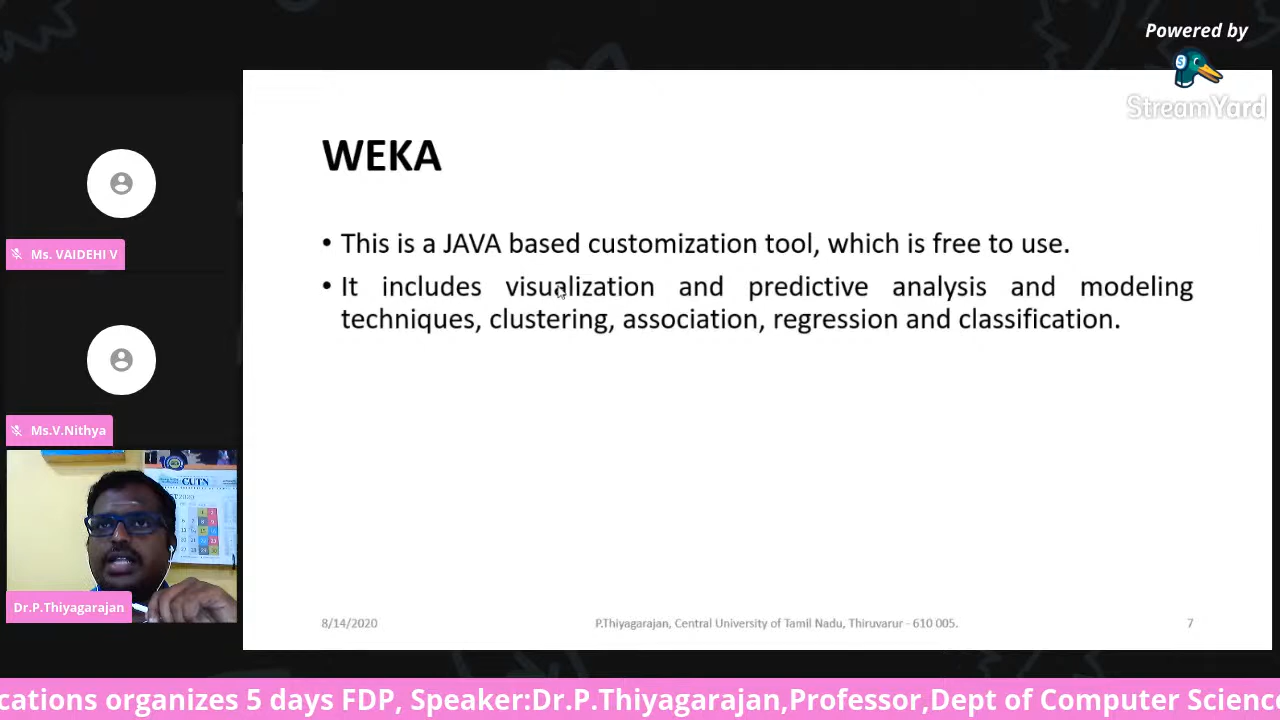 Powered by
StreamYard
WEKA
• This is a JAVA based customization tool, which is free to use.
• It includes visualization and predictive analysis and modeling
techniques, clustering, association, regression and classification.
Ms. VAIDEHI V
Ms.V.Nithya
CUTN
2020
Dr.P.Thiyagarajan
8/14/2020
P.Thiyagarajan, Central University of Tamil Nadu, Thiruvarur - 610 005.
7
cations organizes 5 days FDP, Speaker:Dr.P.Thiyagarajan,Professor,Dept of Computer Science